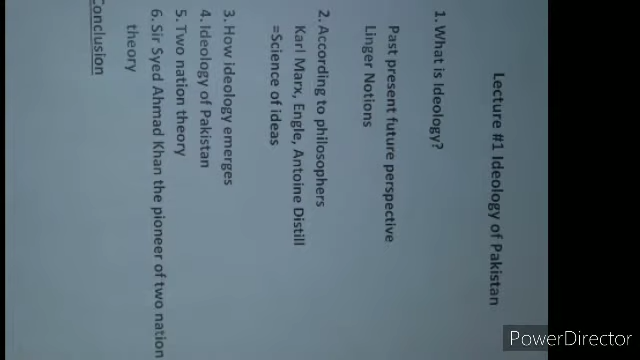 Lecture #1 Ideology of Pakistan
1. What is Ideology?
Past present future perspective
Linger Notions
2. According to philosophers
Karl Marx, Engle, Antoine Distill
=Science of ideas
3. How ideology emerges
4. Ideology of Pakistan
5. Two nation theory
6. Sir Syed Ahmad Khan the pioneer of two nation
theory
Conclusion
PowerDirector